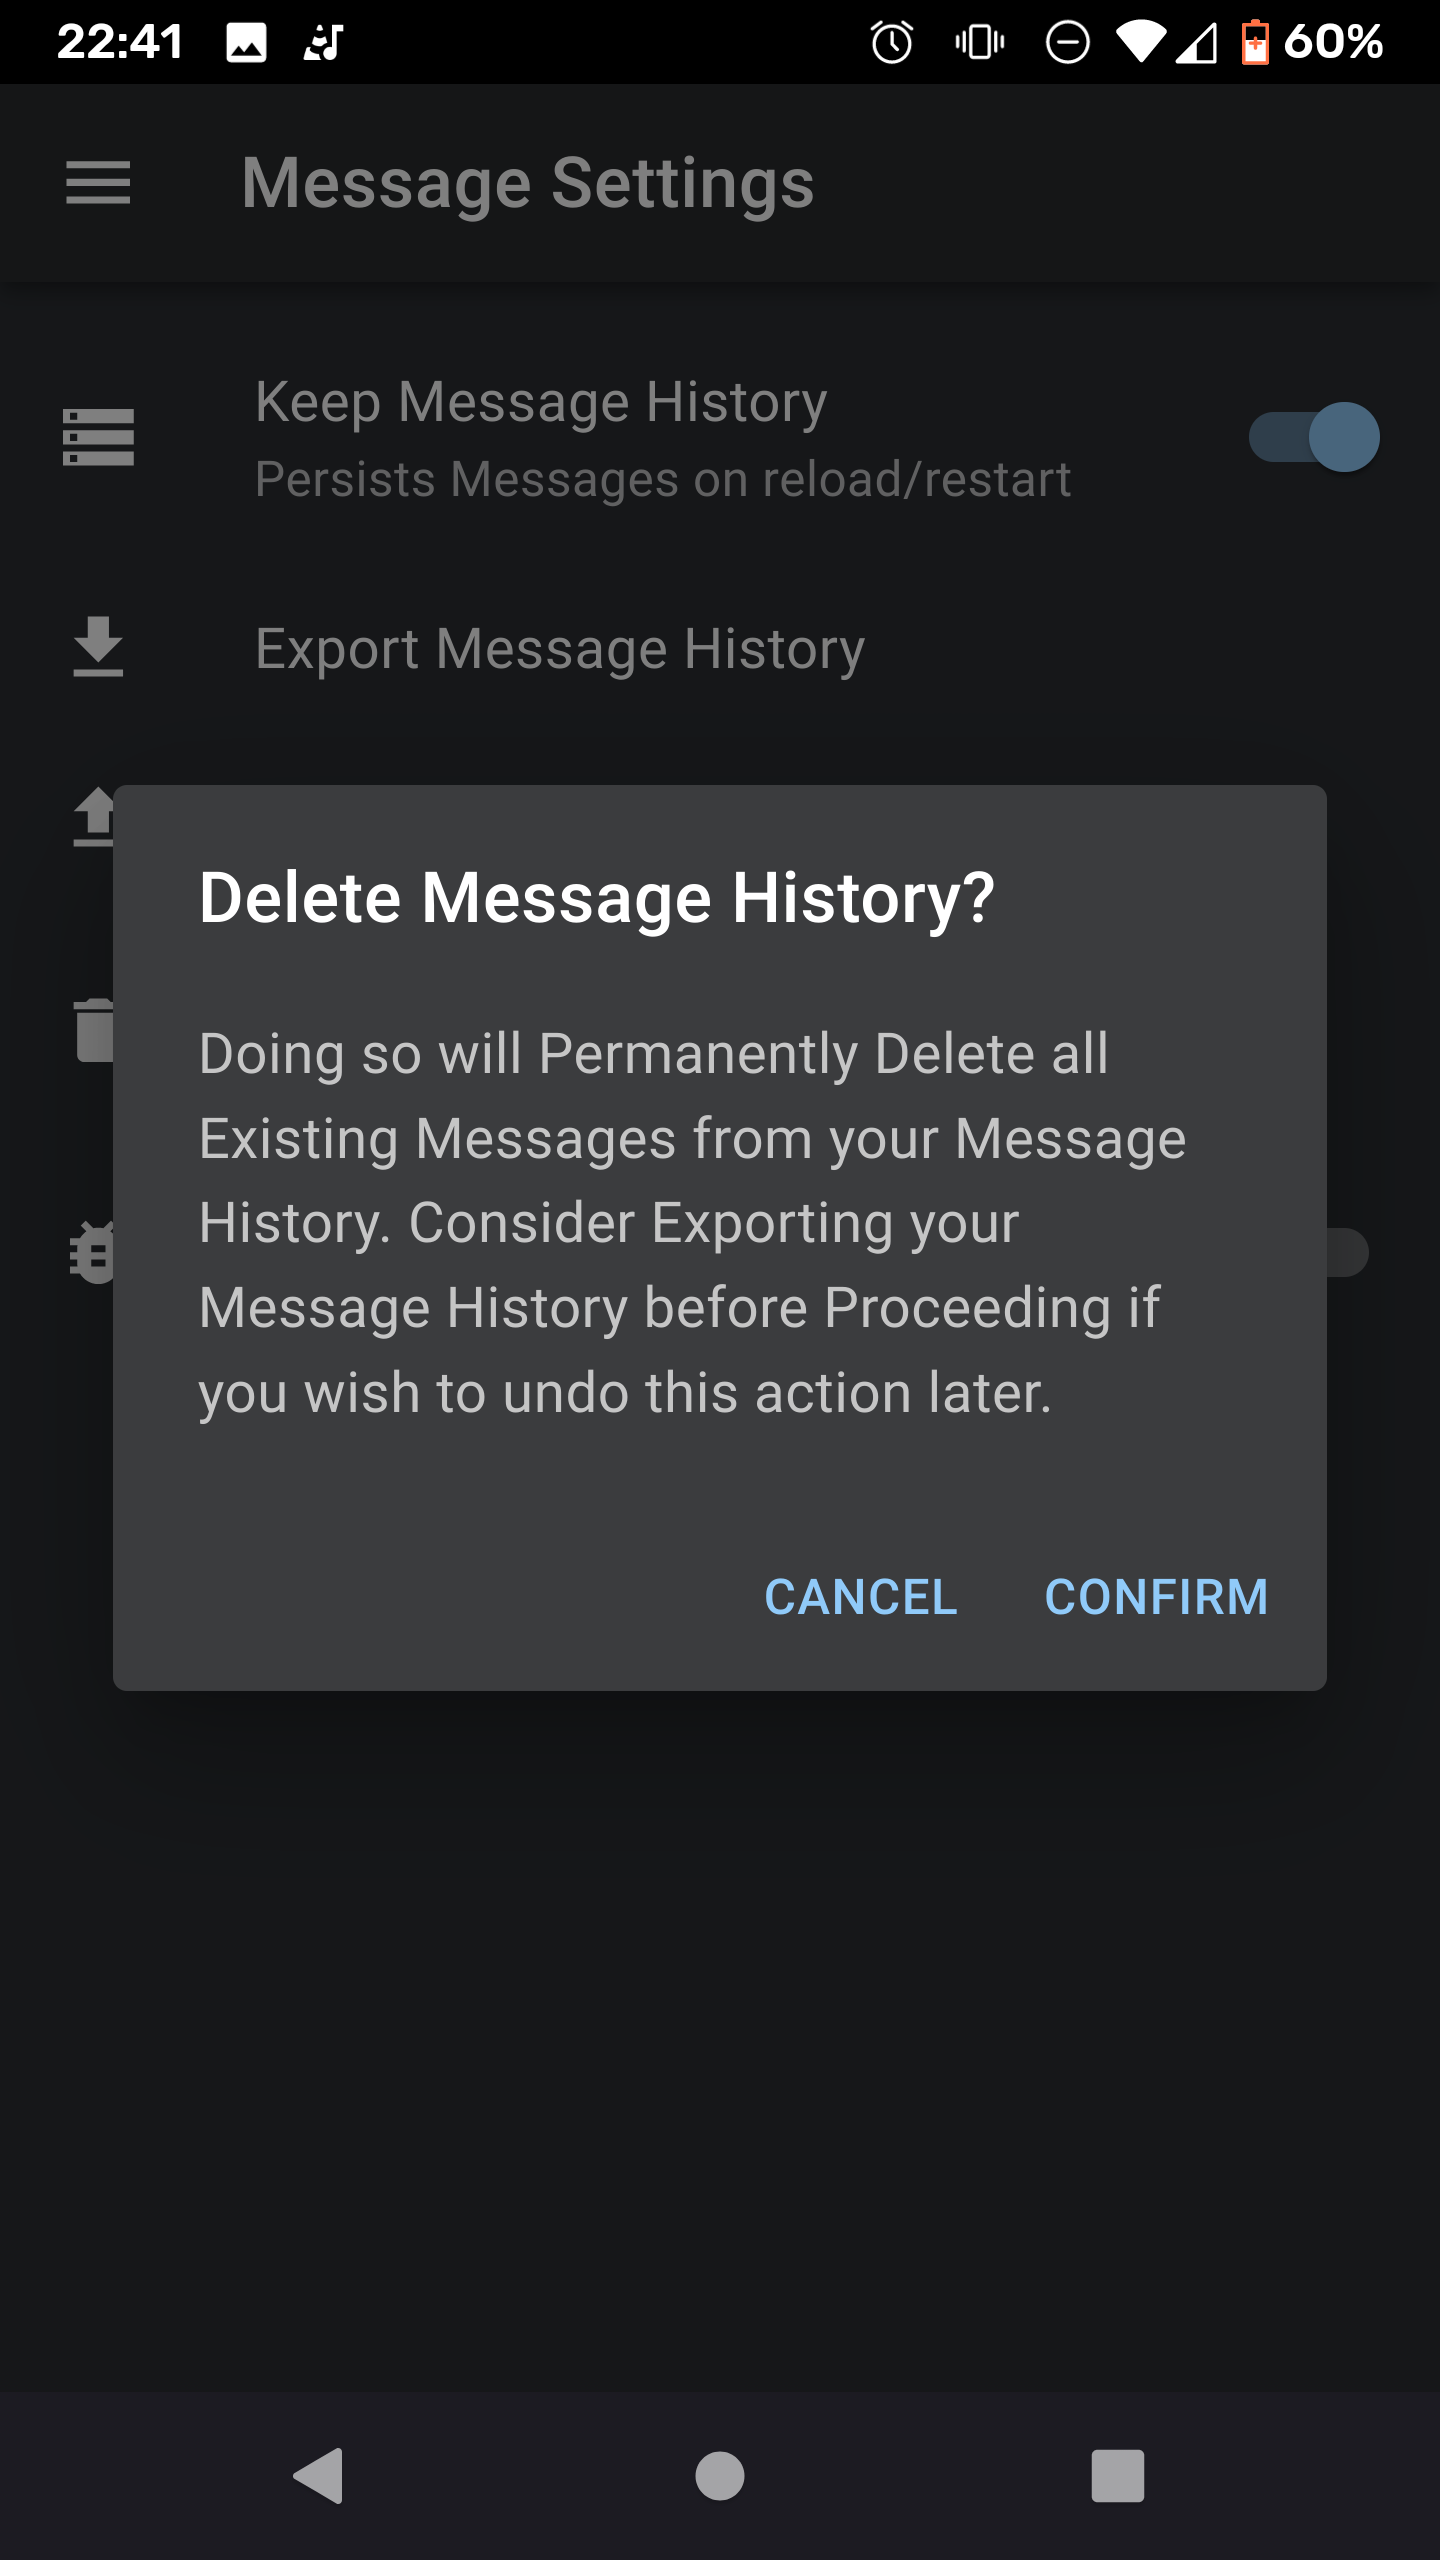 22:41
60%
Message Settings
Keep Message History
Persists Messages on reload/restart
Export Message History
Delete Message History?
Doing so will Permanently Delete all
Existing Messages from your Message
History. Consider Exporting your
Message History before Proceeding if
you wish to undo this action later.
CANCEL CONFIRM